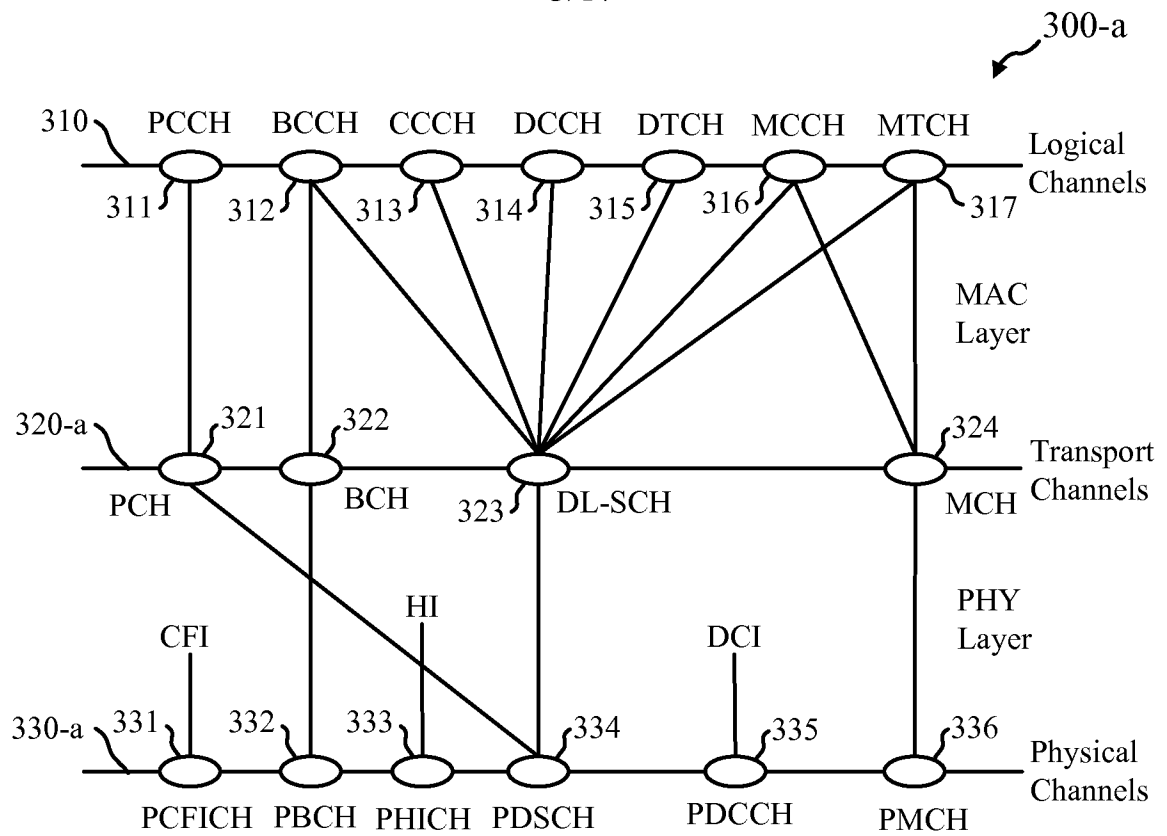 300-a
310
PCCH BCCH CCCH DCCH DTCH MCCH MTCH
Logical
Channels
311 312 313 314 315 316 317
MAC
Layer
320-a 321 322 324
Transport
Channels
PCH BCH 323 DL-SCH MCH
HI
PHY
Layer
CFI DCI
330-a 331 332 333 334 335 336
Physical
Channels
PCFICH PBCH PHICH PDSCH PDCCH PMCH